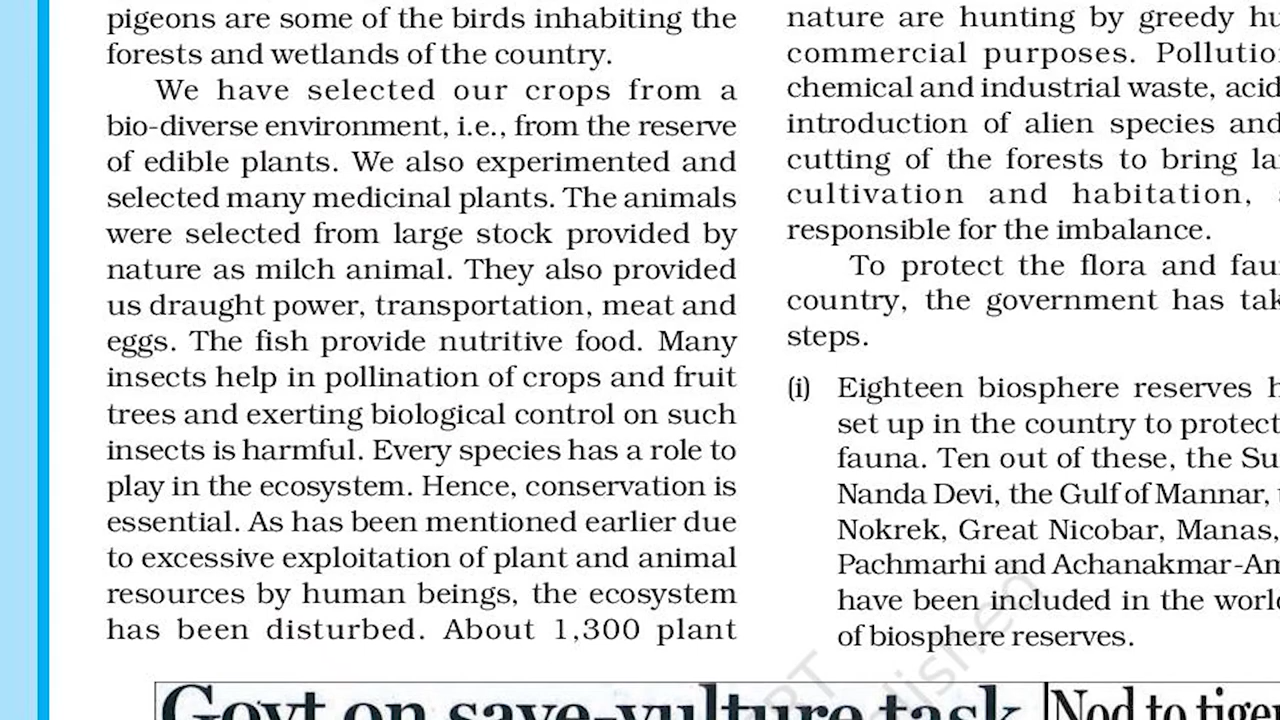 pigeons are some of the birds inhabiting the
forests and wetlands of the country.
We have selected our crops from a
bio-diverse environment, i.e., from the reserve
of edible plants. We also experimented and
selected many medicinal plants. The animals
were selected from large stock provided by
nature as milch animal. They also provided
us draught power, transportation, meat and
eggs. The fish provide nutritive food. Many
insects help in pollination of crops and fruit
trees and exerting biological control on such
insects is harmful. Every species has a role to
play in the ecosystem. Hence, conservation is
essential. As has been mentioned earlier due
to excessive exploitation of plant and animal
resources by human beings, the ecosystem
has been disturbed. About 1,300 plant
nature are hunting by greedy
commercial purposes.
chemical and industrial waste, acid
introduction of alien species and
cutting of the forests to bring
cultivation and habitation,
responsible for the imbalance.
To protect the flora and
country, the government has
steps.
(i) Eighteen biosphere reserves
set up in the country to protect
fauna. Ten out of these, the
Nanda Devi, the Gulf of Mannar,
Nokrek, Great Nicobar, Manas,
Pachmarhi and
have been included in the
of biosphere reserves.
Govt on save-vulture task
Nod to tiger